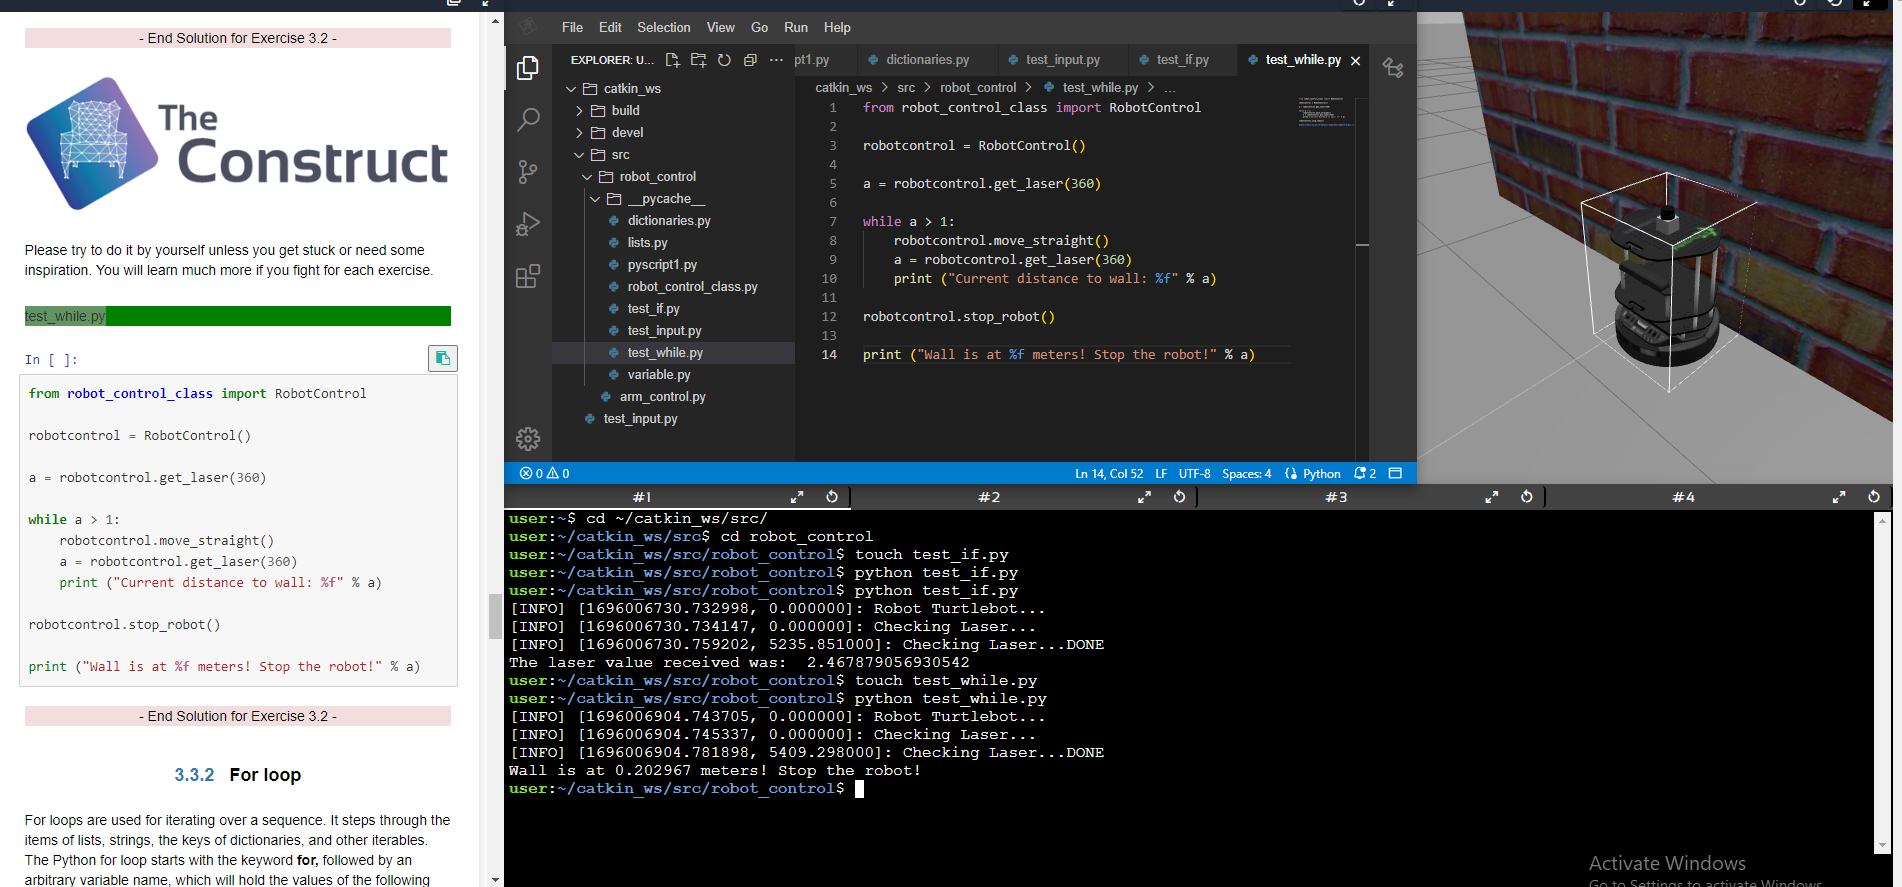 - End Solution for Exercise 3.2 -
The
Construct
Please try to do it by yourself unless you get stuck or need some
inspiration. You will learn much more if you fight for each exercise.
test_while.py
In [ ]:
from robot_control_class import RobotControl
robotcontrol = RobotControl()
a = robotcontrol.get_laser(360)
while a > 1:
    robotcontrol.move_straight()
    a = robotcontrol.get_laser(360)
    print ("Current distance to wall: %f" % a)
robotcontrol.stop_robot()
print ("Wall is at %f meters! Stop the robot!" % a)
- End Solution for Exercise 3.2 -
3.3.2 For loop
For loops are used for iterating over a sequence. It steps through the
items of lists, strings, the keys of dictionaries, and other iterables.
The Python for loop starts with the keyword for, followed by an
arbitrary variable name, which will hold the values of the following
File Edit Selection View Go Run Help
EXPLORER: U... ···
catkin_ws
build
devel
src
robot_control
__pycache__
dictionaries.py
lists.py
pyscript1.py
robot_control_class.py
test_if.py
test_input.py
test_while.py
variable.py
arm_control.py
test_input.py
pt1.py dictionaries.py test_input.py test_if.py test_while.py
catkin_ws > src > robot_control > test_while.py > ...
1 from robot_control_class import RobotControl
2
3 robotcontrol = RobotControl()
4
5 a = robotcontrol.get_laser(360)
6
7 while a > 1:
8     robotcontrol.move_straight()
9     a = robotcontrol.get_laser(360)
10     print ("Current distance to wall: %f" % a)
11
12 robotcontrol.stop_robot()
13
14 print ("Wall is at %f meters! Stop the robot!" % a)
0 0 Ln 14, Col 52 LF UTF-8 Spaces: 4 Python 2
#1 #2 #3 #4
user:~$ cd ~/catkin_ws/src/
user:~/catkin_ws/src$ cd robot_control
user:~/catkin_ws/src/robot_control$ touch test_if.py
user:~/catkin_ws/src/robot_control$ python test_if.py
user:~/catkin_ws/src/robot_control$ python test_if.py
[INFO] [1696006730.732998, 0.000000]: Robot Turtlebot...
[INFO] [1696006730.734147, 0.000000]: Checking Laser...
[INFO] [1696006730.759202, 5235.851000]: Checking Laser...DONE
The laser value received was:  2.467879056930542
user:~/catkin_ws/src/robot_control$ touch test_while.py
user:~/catkin_ws/src/robot_control$ python test_while.py
[INFO] [1696006904.743705, 0.000000]: Robot Turtlebot...
[INFO] [1696006904.745337, 0.000000]: Checking Laser...
[INFO] [1696006904.781898, 5409.298000]: Checking Laser...DONE
Wall is at 0.202967 meters! Stop the robot!
user:~/catkin_ws/src/robot_control$
Activate Windows
Go to Settings to activate Windows.